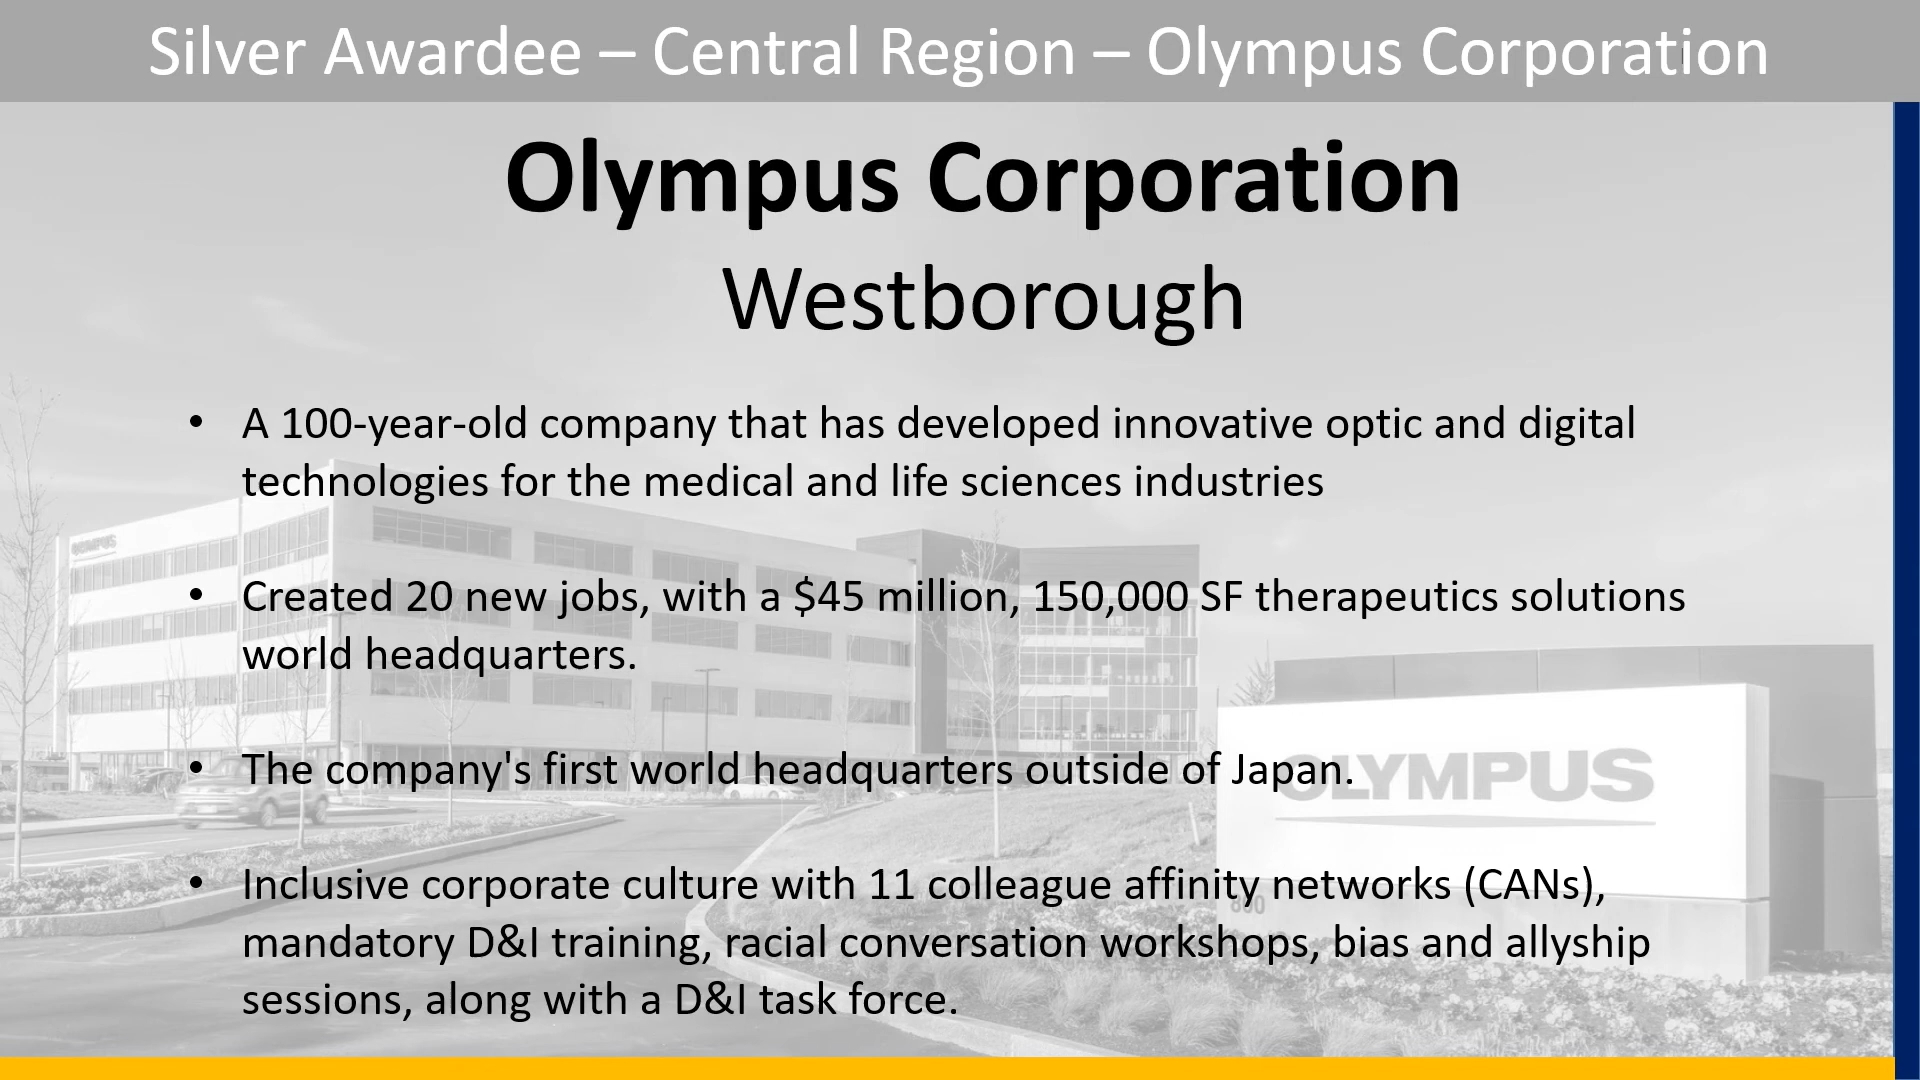 Silver Awardee – Central Region – Olympus Corporation
Olympus Corporation
Westborough
• A 100-year-old company that has developed innovative optic and digital
technologies for the medical and life sciences industries
OLYMPUS
• Created 20 new jobs, with a $45 million, 150,000 SF therapeutics solutions
world headquarters.
• The company's first world headquarters outside of Japan.
OLYMPUS
• Inclusive corporate culture with 11 colleague affinity networks (CANs),
800
mandatory D&I training, racial conversation workshops, bias and allyship
sessions, along with a D&I task force.